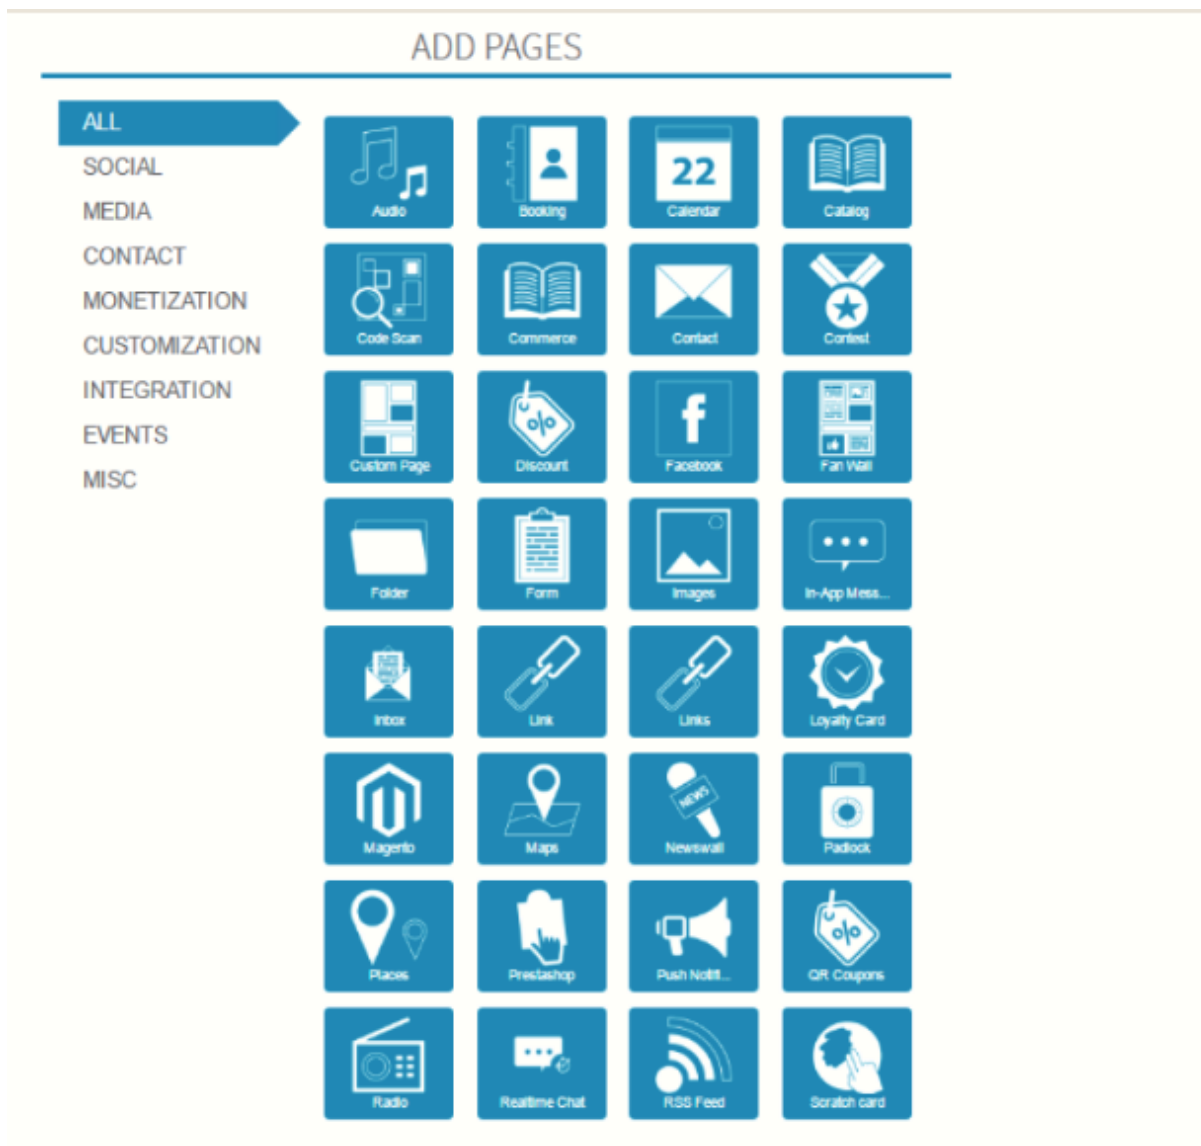 ADD PAGES
ALL
SOCIAL
MEDIA
CONTACT
MONETIZATION
CUSTOMIZATION
INTEGRATION
EVENTS
MISC
Audio
Booking
22
Calendar
Catalog
Code Scan
Commerce
Contact
Contest
Custom Page
Discount
f
Facebook
Fan Wall
Folder
Form
Images
In-App Mess...
Inbox
Link
Links
Loyalty Card
Magento
Maps
NEWS
Newswall
Padlock
Places
Prestashop
Push Notifi...
%
QR Coupons
Radio
Realtime Chat
RSS Feed
Scratch card